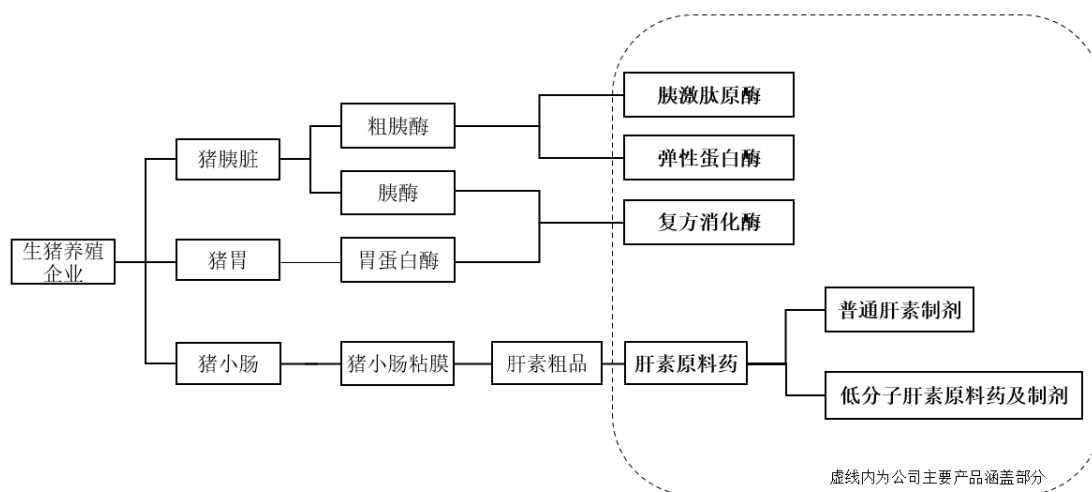 胰激肽原酶
粗胰酶
猪胰脏
弹性蛋白酶
胰酶
复方消化酶
生猪养殖
企业
猪胃
胃蛋白酶
普通肝素制剂
猪小肠
猪小肠粘膜
肝素粗品
肝素原料药
低分子肝素原料药及制剂
虚线内为公司主要产品涵盖部分